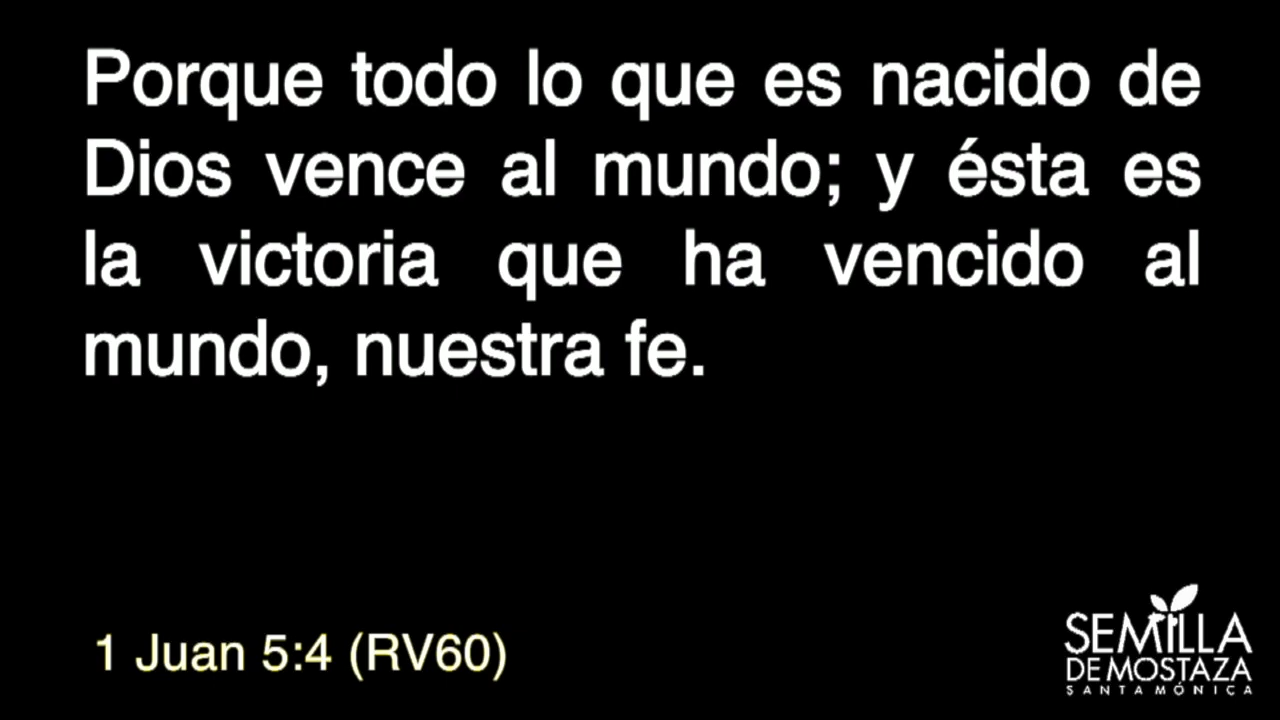 Porque todo lo que es nacido de
Dios vence al mundo; y ésta es
la victoria que ha vencido al
mundo, nuestra fe.
1 Juan 5:4 (RV60)
SEMILLA
DE MOSTAZA
SANTA MÓNICA